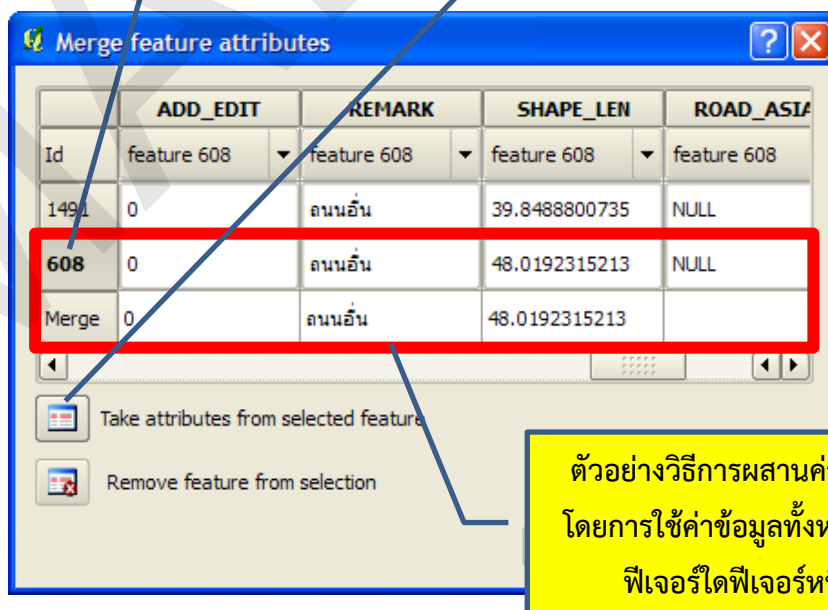 Merge feature attributes
ADD_EDIT REMARK SHAPE_LEN ROAD_ASIA
Id feature 608 feature 608 feature 608 feature 608
1491 0 ถนนอื่น 39.8488800735 NULL
608 0 ถนนอื่น 48.0192315213 NULL
Merge 0 ถนนอื่น 48.0192315213
Take attributes from selected feature
Remove feature from selection
ตัวอย่างวิธีการผสานค่
โดยการใช้ค่าข้อมูลทั้งห
ฟีเจอร์ใดฟีเจอร์หนึ